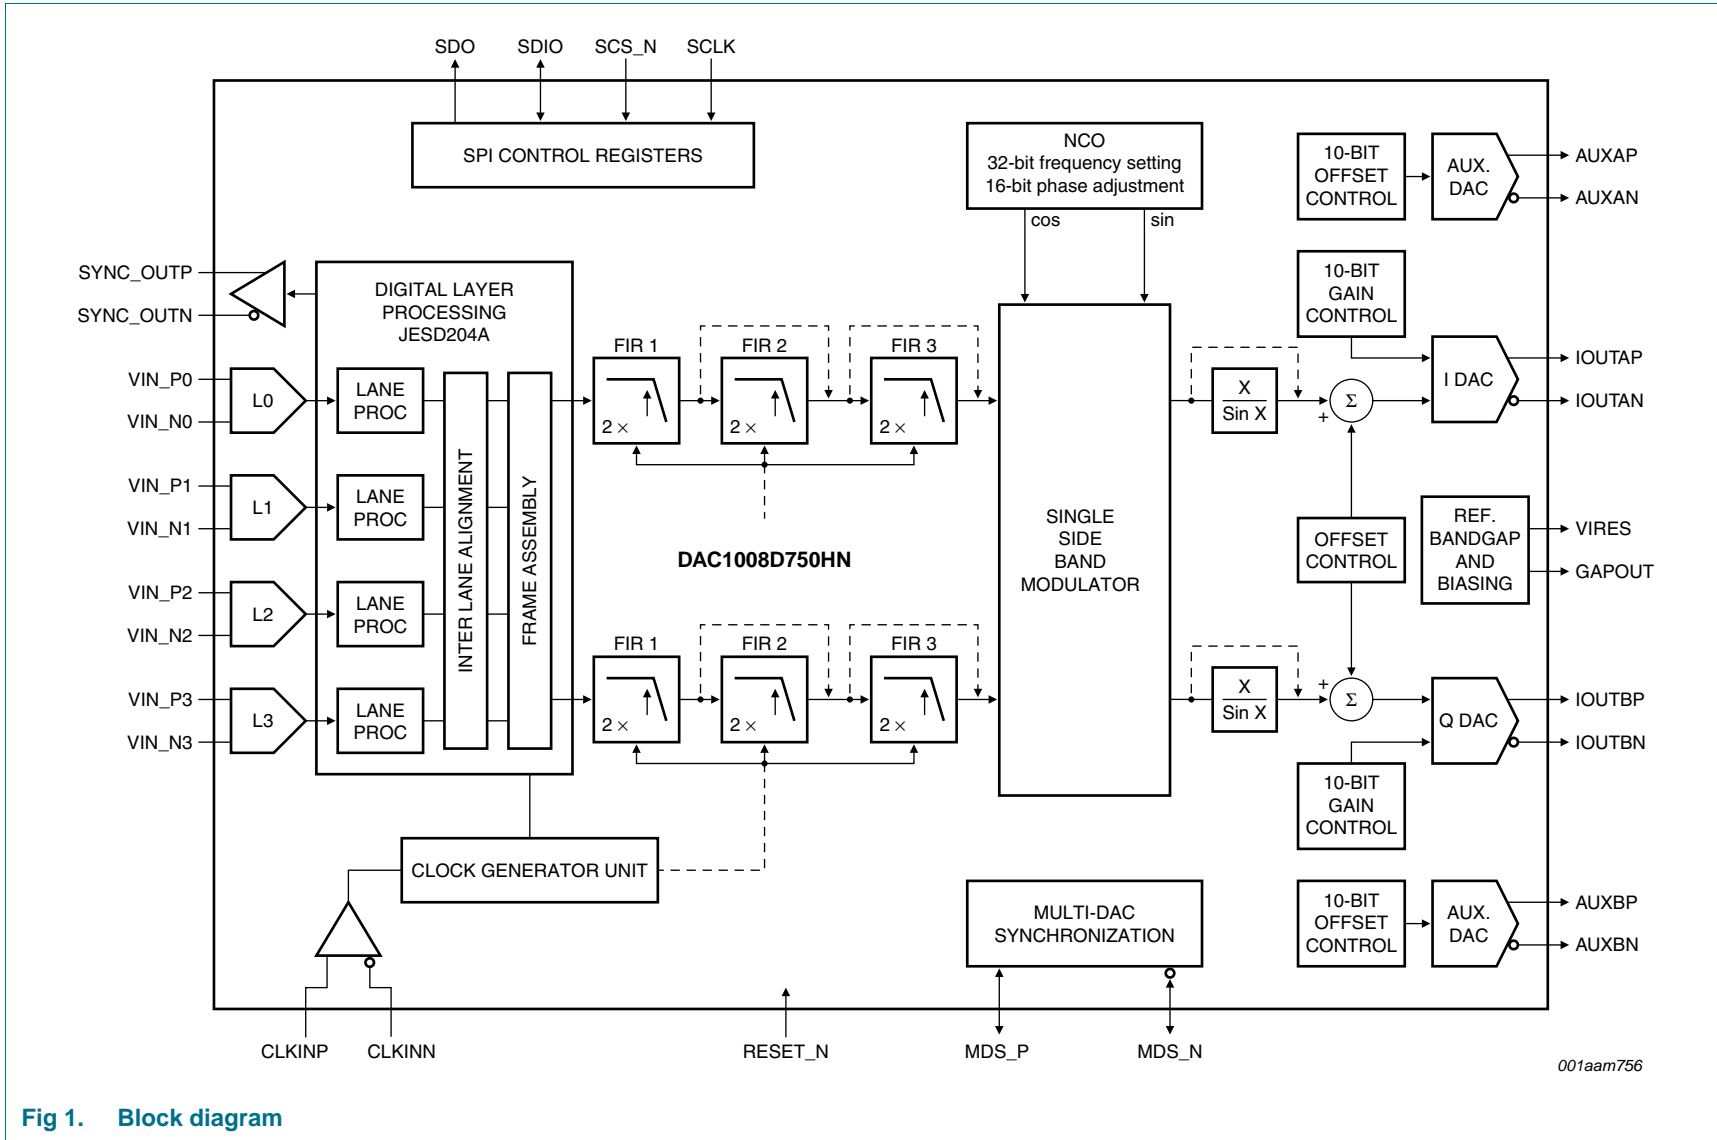 SDO SDIO SCS_N SCLK
SPI CONTROL REGISTERS
NCO
32-bit frequency setting
16-bit phase adjustment
cos sin
10-BIT
OFFSET
CONTROL
AUX.
DAC
AUXAP
AUXAN
SYNC_OUTP
SYNC_OUTN
DIGITAL LAYER
PROCESSING
JESD204A
10-BIT
GAIN
CONTROL
VIN_P0
VIN_N0
L0
LANE
PROC
VIN_P1
VIN_N1
L1
LANE
PROC
VIN_P2
VIN_N2
L2
LANE
PROC
VIN_P3
VIN_N3
L3
LANE
PROC
INTER LANE ALIGNMENT
FRAME ASSEMBLY
FIR 1 FIR 2 FIR 3
2 × 2 × 2 ×
DAC1008D750HN
FIR 1 FIR 2 FIR 3
2 × 2 × 2 ×
SINGLE
SIDE
BAND
MODULATOR
X
Sin X
+
Σ
I DAC
IOUTAP
IOUTAN
OFFSET
CONTROL
REF.
BANDGAP
AND
BIASING
VIRES
GAPOUT
X
Sin X
+
Σ
Q DAC
IOUTBP
IOUTBN
10-BIT
GAIN
CONTROL
CLOCK GENERATOR UNIT
MULTI-DAC
SYNCHRONIZATION
10-BIT
OFFSET
CONTROL
AUX.
DAC
AUXBP
AUXBN
CLKINP CLKINN RESET_N MDS_P MDS_N
001aam756
Fig 1. Block diagram